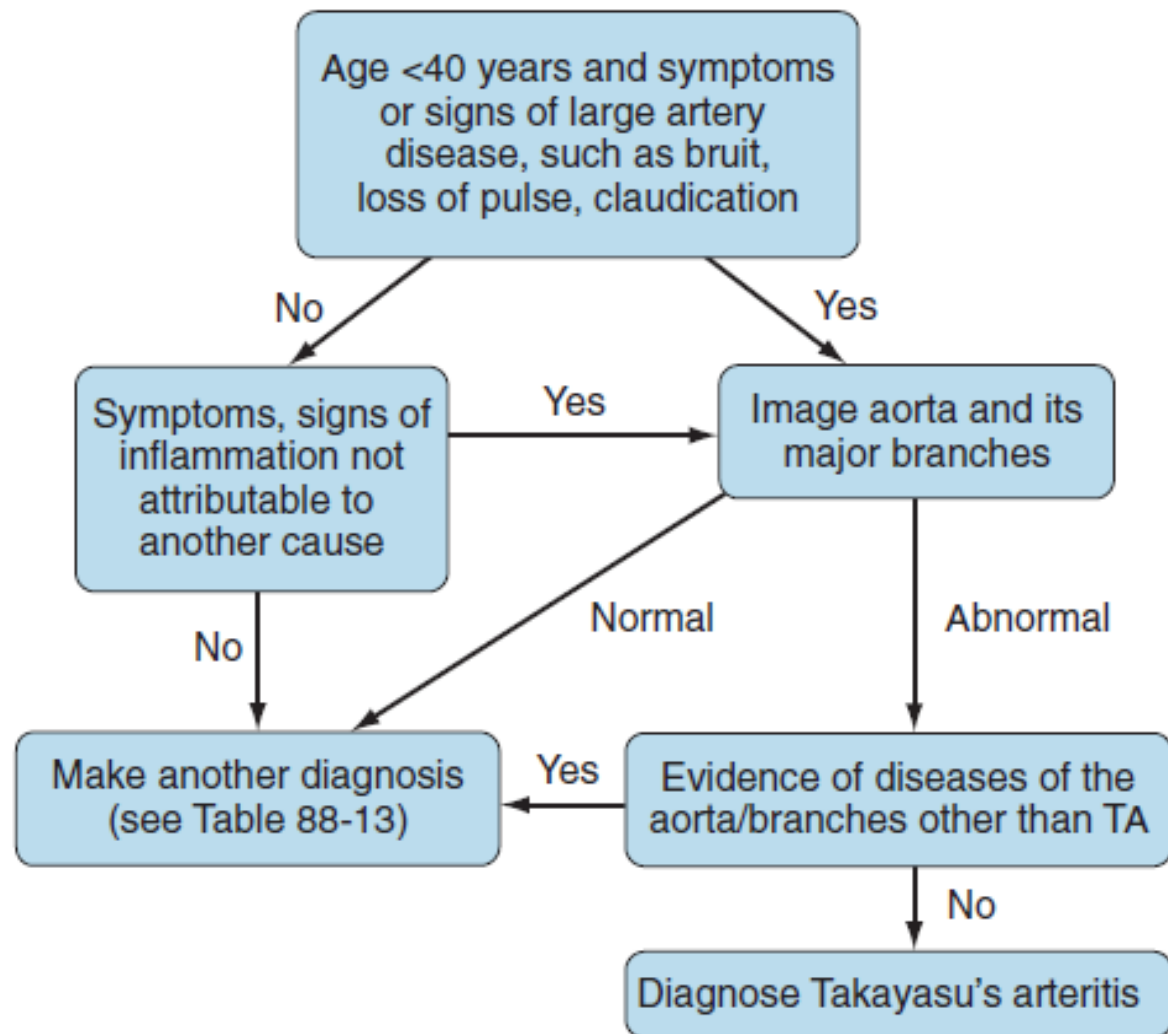 Age <40 years and symptoms
or signs of large artery
disease, such as bruit,
loss of pulse, claudication
No
Yes
Symptoms, signs of
inflammation not
attributable to
another cause
Yes
Image aorta and its
major branches
No
Normal
Abnormal
Make another diagnosis
(see Table 88-13)
Yes
Evidence of diseases of the
aorta/branches other than TA
No
Diagnose Takayasu's arteritis